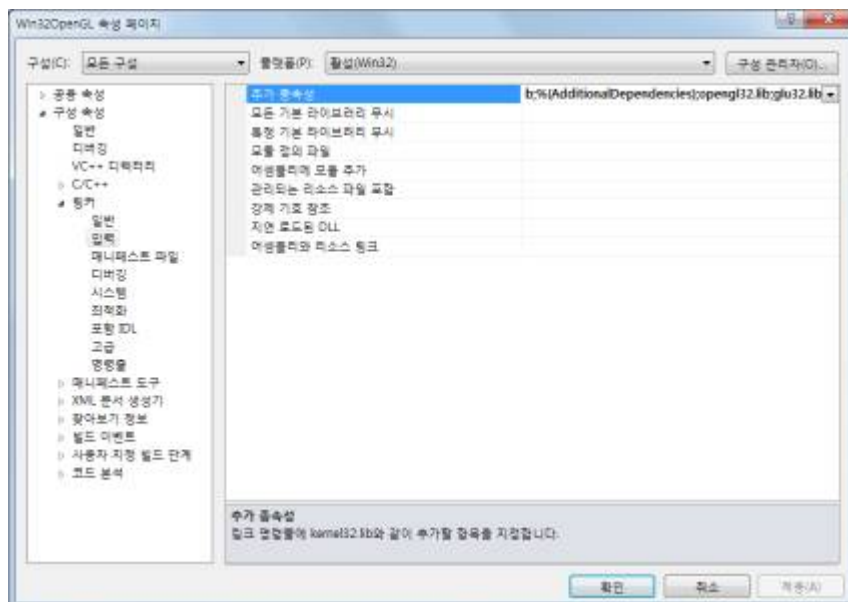 Win32OpenGL 속성 페이지
구성(C): 모든 구성 플랫폼(P): 활성(Win32) 구성 관리자(O)...
공통 속성
구성 속성
일반
디버깅
VC++ 디렉터리
C/C++
링커
일반
입력
매니페스트 파일
디버깅
시스템
최적화
포함 IDL
고급
명령줄
매니페스트 도구
XML 문서 생성기
찾아보기 정보
빌드 이벤트
사용자 지정 빌드 단계
코드 분석
추가 종속성 b;%(AdditionalDependencies);opengl32.lib;glu32.lib
모든 기본 라이브러리 무시
특정 기본 라이브러리 무시
모듈 정의 파일
어셈블리에 모듈 추가
관리되는 리소스 파일 포함
강제 기호 참조
지연 로드된 DLL
어셈블리와 리소스 링크
추가 종속성
링크 명령줄에 kernel32.lib와 같이 추가할 항목을 지정합니다.
확인 취소 적용(A)